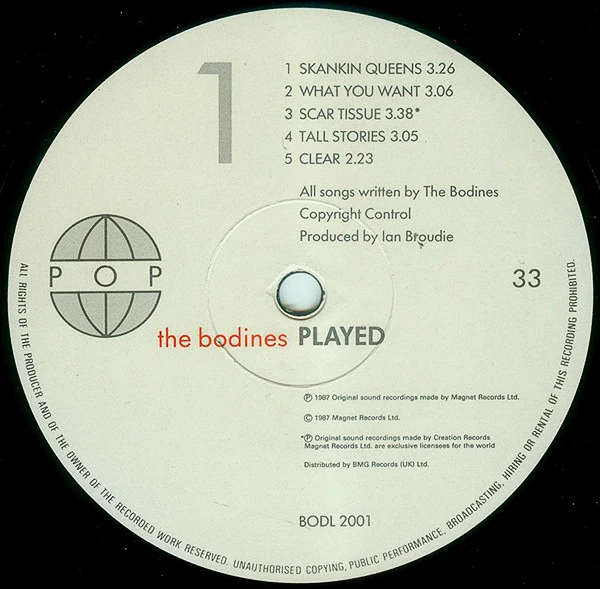 1
1 SKANKIN QUEENS 3.26
2 WHAT YOU WANT 3.06
3 SCAR TISSUE 3.38*
4 TALL STORIES 3.05
5 CLEAR 2.23
All songs written by The Bodines
Copyright Control
Produced by Ian Broudie
POP
33
the bodines PLAYED
℗ 1987 Original sound recordings made by Magnet Records Ltd.
© 1987 Magnet Records Ltd.
*℗ Original sound recordings made by Creation Records
Magnet Records Ltd. are exclusive licensees for the world
Distributed by BMG Records (UK) Ltd.
BODL 2001
ALL RIGHTS OF THE PRODUCER AND OF THE OWNER OF THE RECORDED WORK RESERVED. UNAUTHORISED COPYING, PUBLIC PERFORMANCE, BROADCASTING, HIRING OR RENTAL OF THIS RECORDING PROHIBITED.